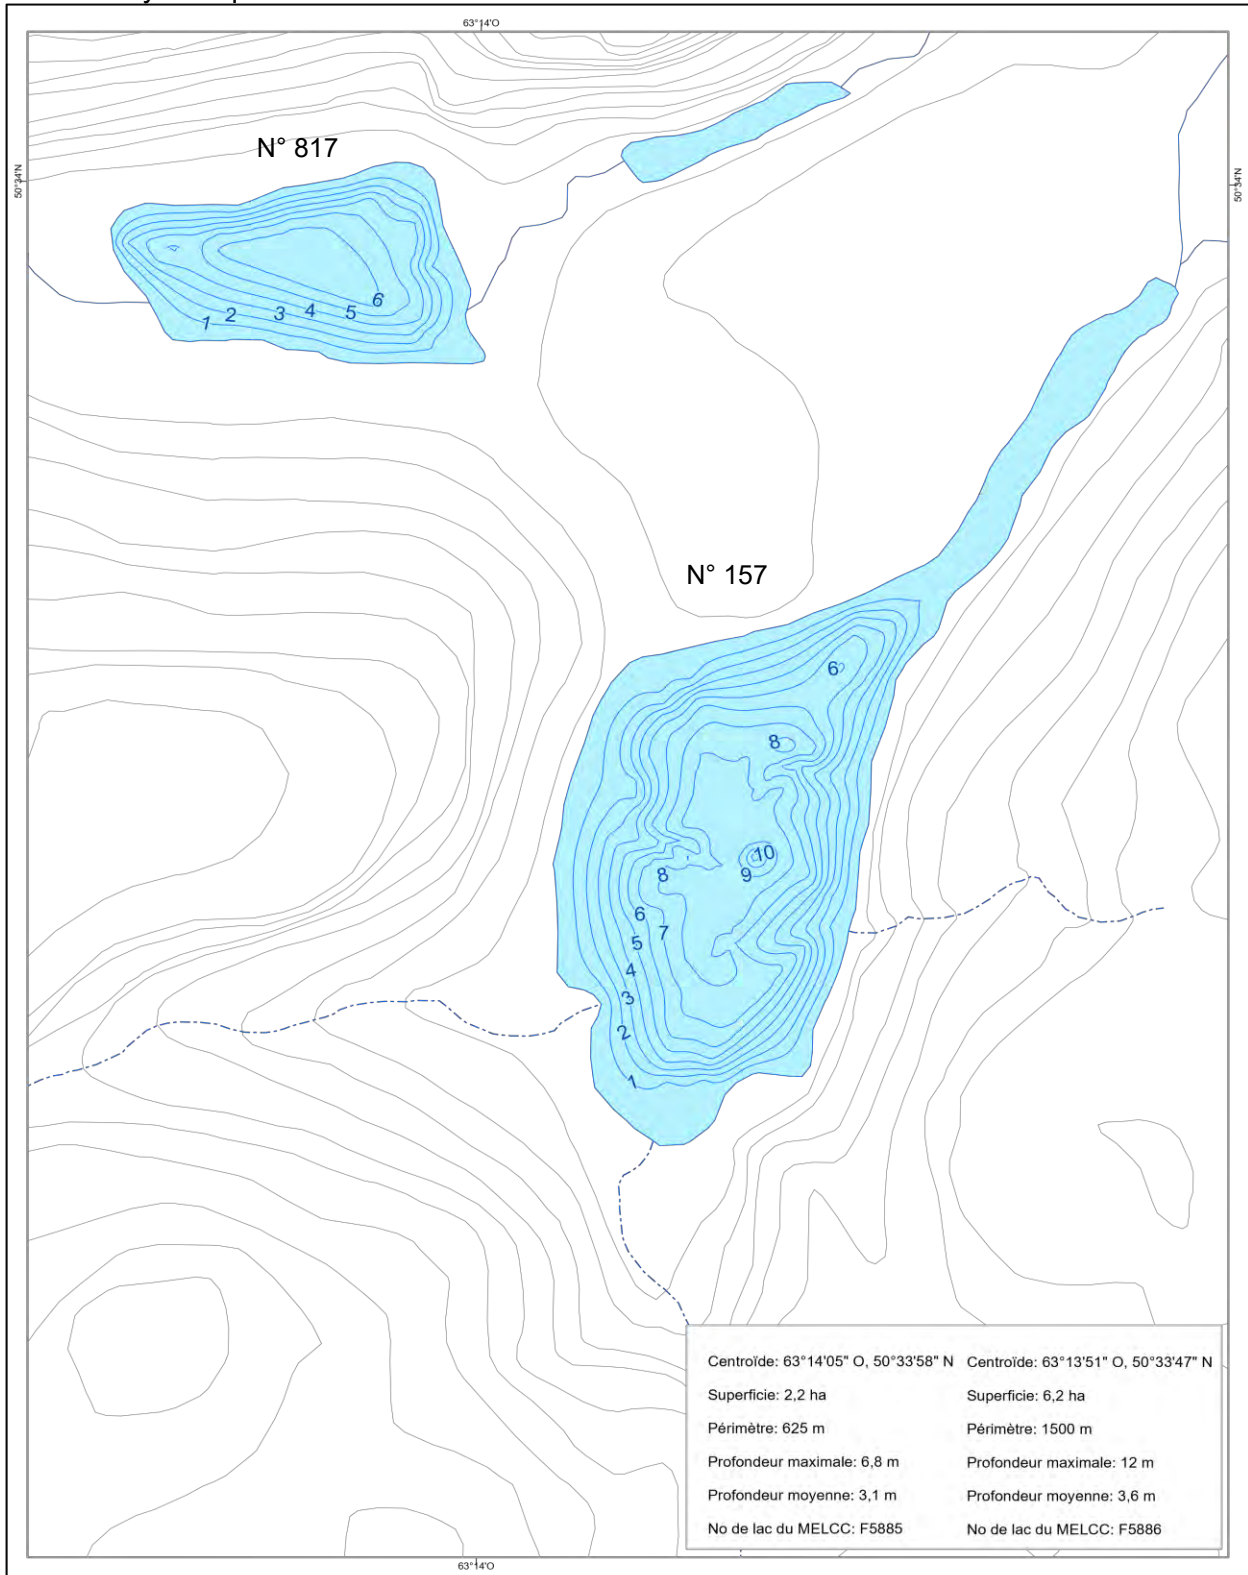 63°14'O
N° 817
50°34'N
50°34'N
1 2 3 4 5 6
N° 157
6
8
10
8 9
6
7
5
4
3
2
1
Centroïde: 63°14'05" O, 50°33'58" N Centroïde: 63°13'51" O, 50°33'47" N
Superficie: 2,2 ha Superficie: 6,2 ha
Périmètre: 625 m Périmètre: 1500 m
Profondeur maximale: 6,8 m Profondeur maximale: 12 m
Profondeur moyenne: 3,1 m Profondeur moyenne: 3,6 m
No de lac du MELCC: F5885 No de lac du MELCC: F5886
63°14'O